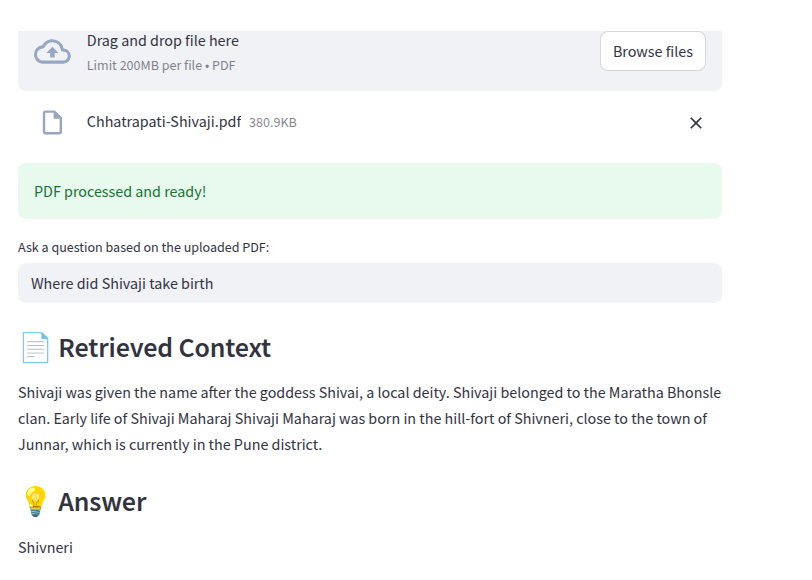 Drag and drop file here
Limit 200MB per file • PDF
Browse files
Chhatrapati-Shivaji.pdf 380.9KB
PDF processed and ready!
Ask a question based on the uploaded PDF:
Where did Shivaji take birth
Retrieved Context
Shivaji was given the name after the goddess Shivai, a local deity. Shivaji belonged to the Maratha Bhonsle
clan. Early life of Shivaji Maharaj Shivaji Maharaj was born in the hill-fort of Shivneri, close to the town of
Junnar, which is currently in the Pune district.
Answer
Shivneri